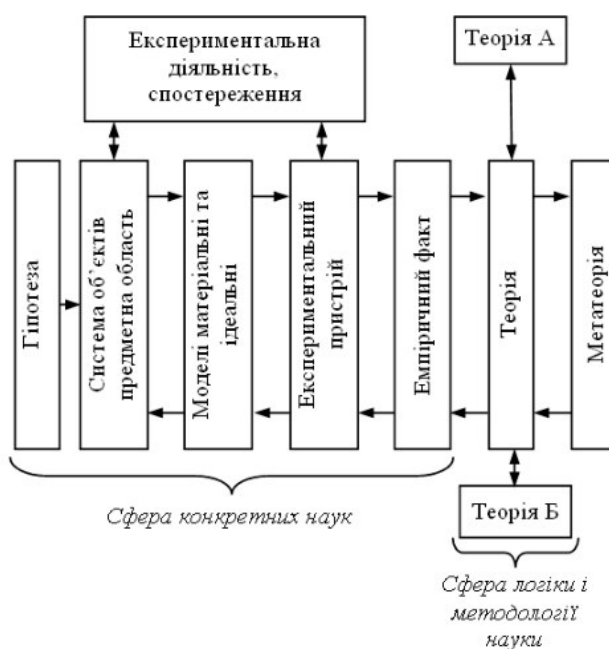 Експериментальна
діяльність,
спостереження
Теорія А
Гіпотеза
Система об`єктів
предметна область
Моделі матеріальні та
ідеальні
Експериментальний
пристрій
Емпіричний факт
Теорія
Метатеорія
Сфера конкретних наук
Теорія Б
Сфера логіки і
методології
науки